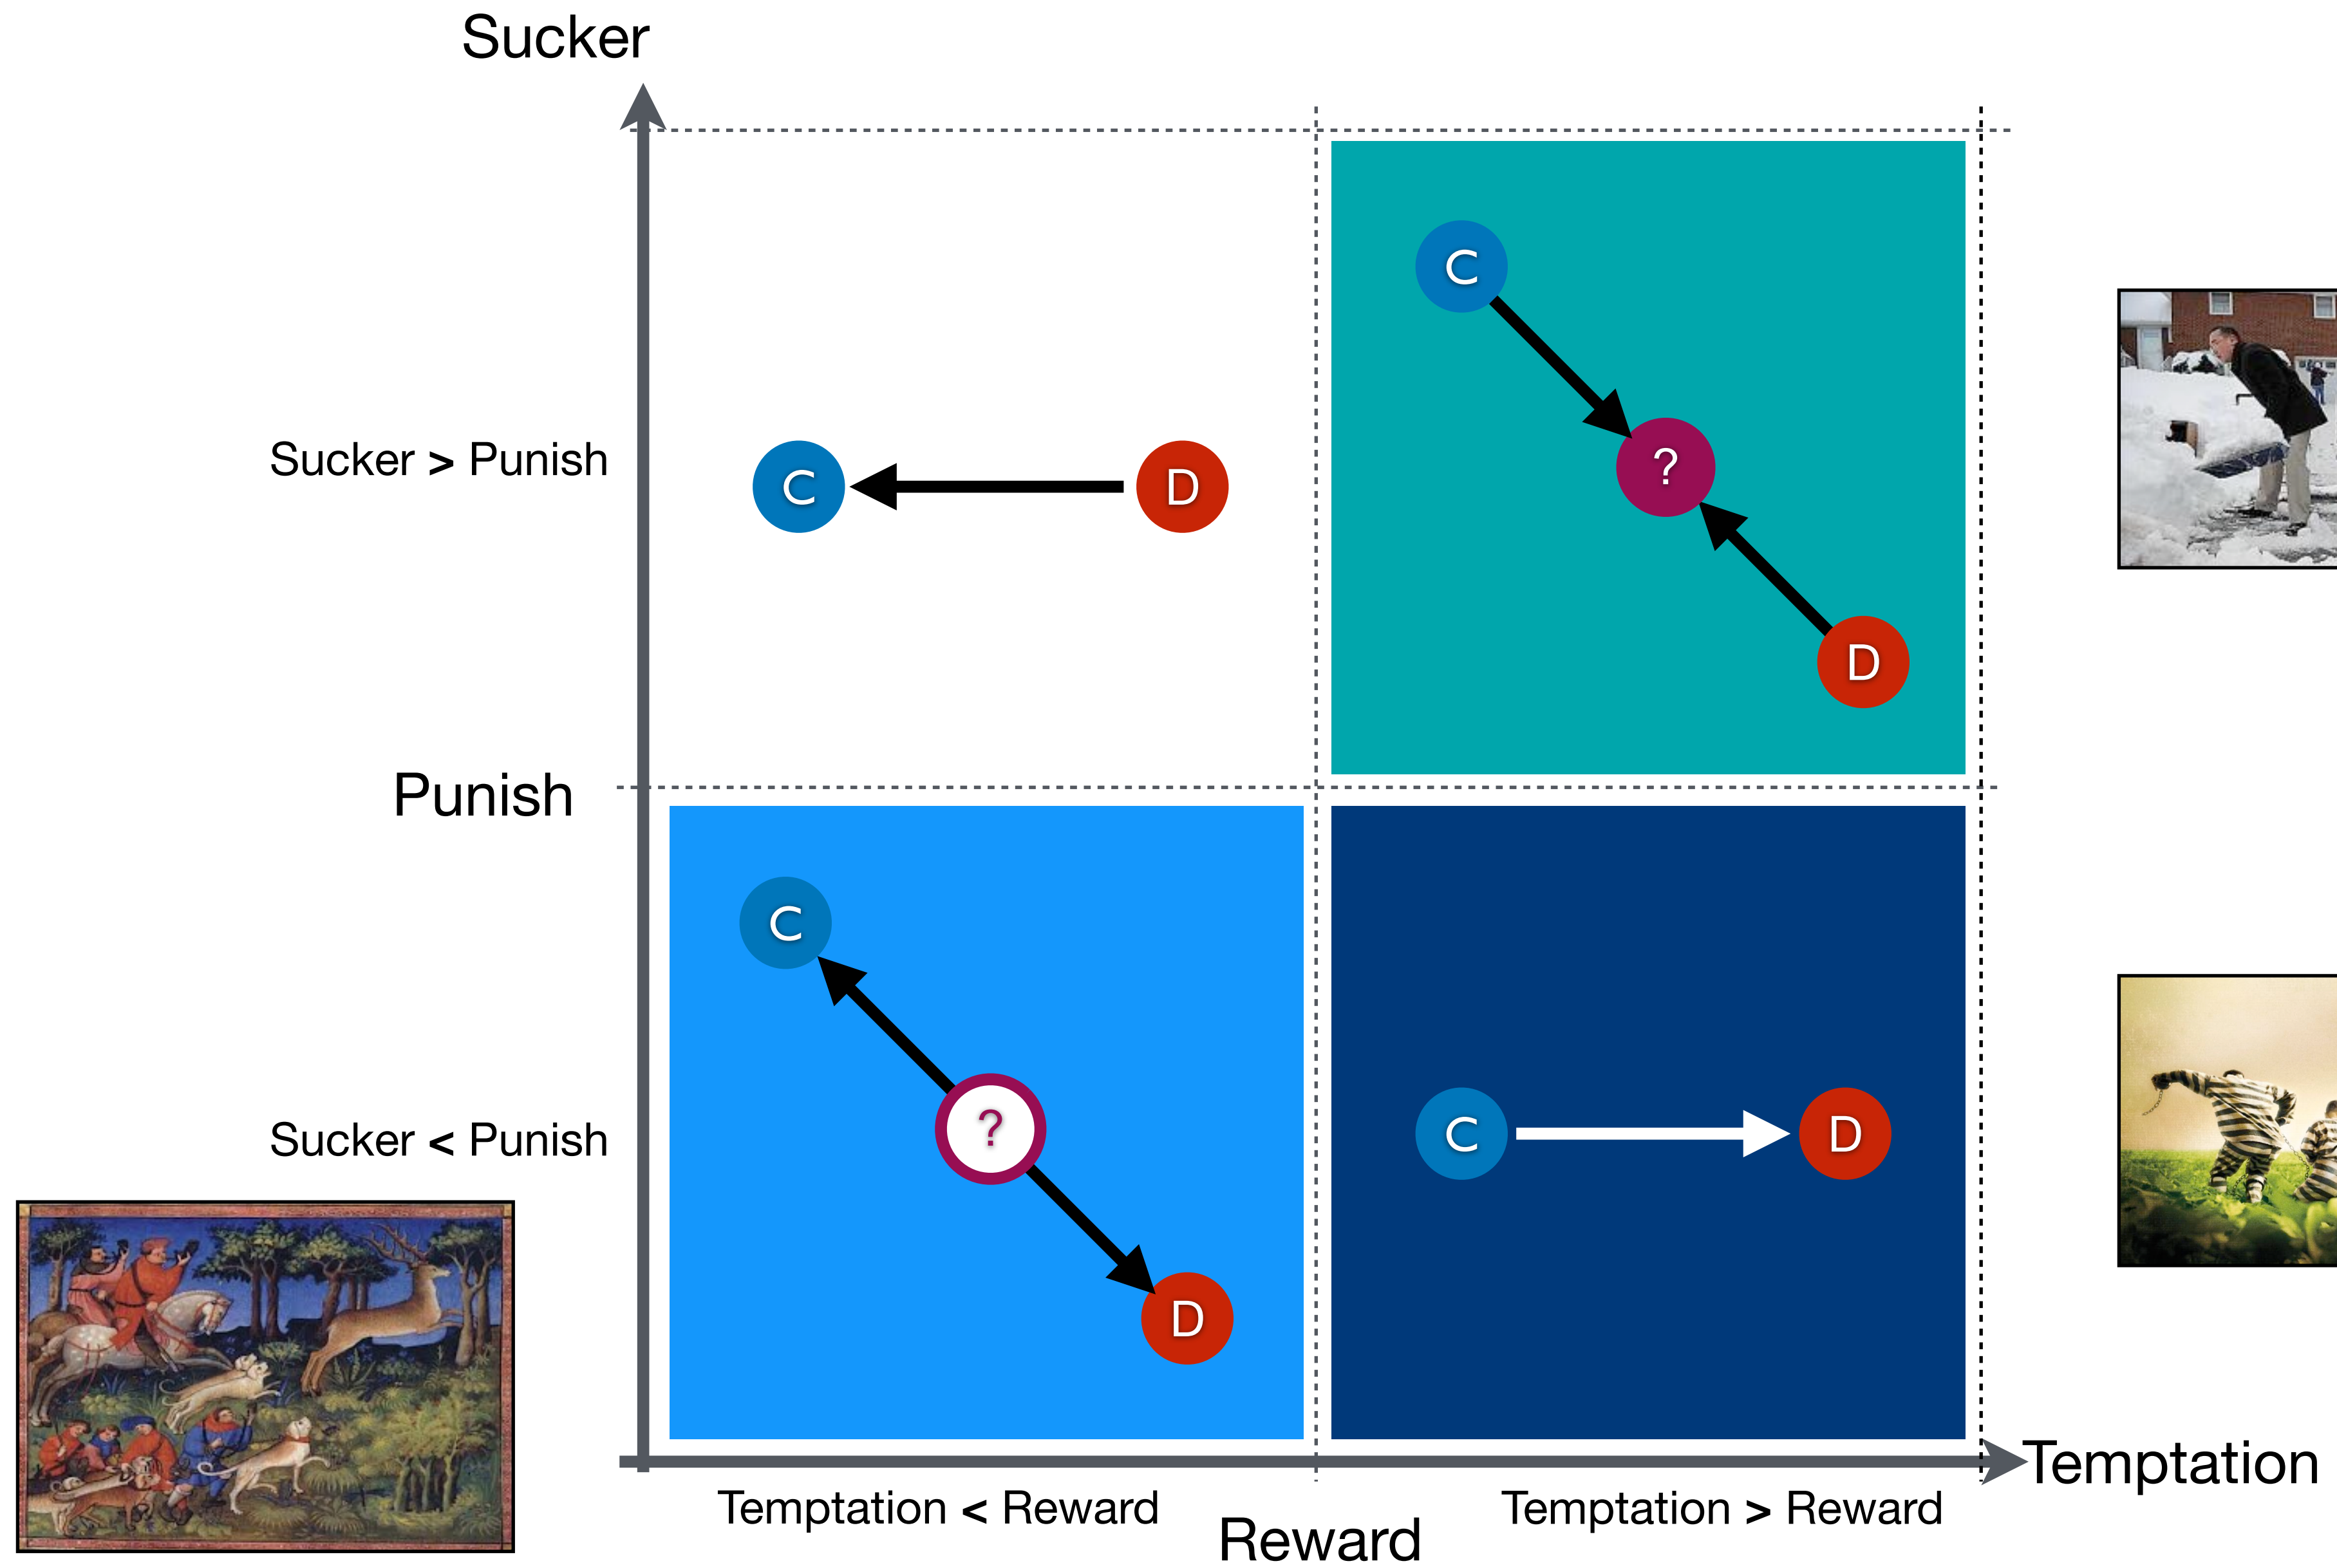 Sucker
C
Sucker > Punish
C
D
?
D
Punish
C
Sucker < Punish
?
C
D
D
Temptation
Temptation < Reward
Temptation > Reward
Reward